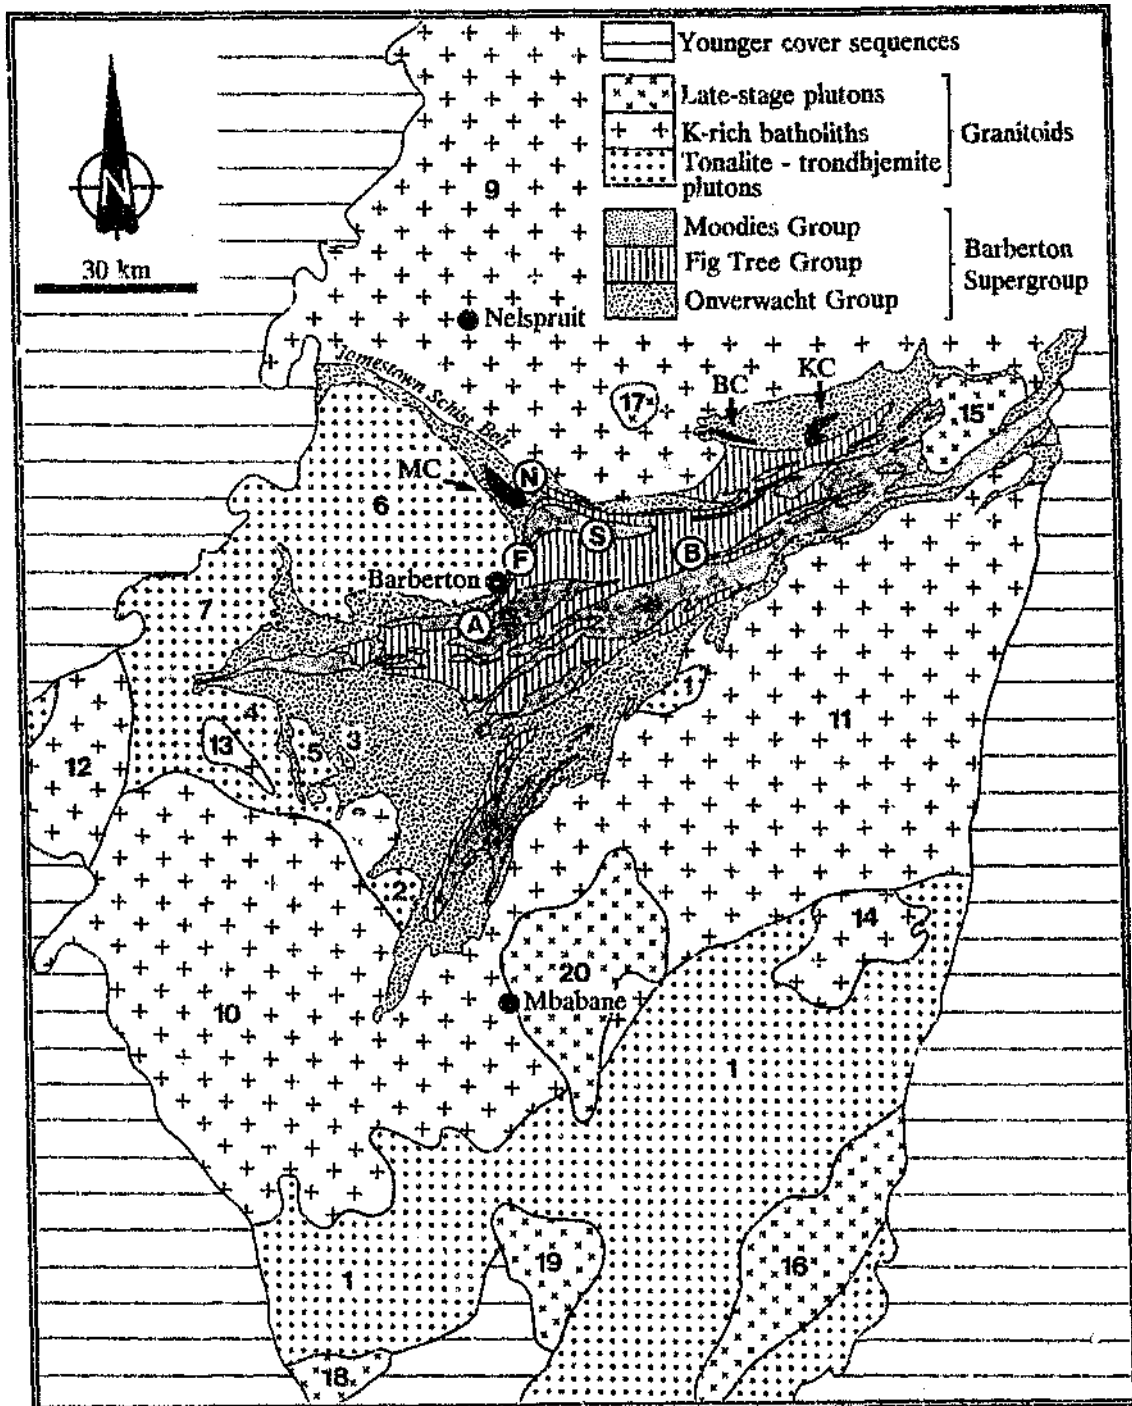 Younger cover sequences
Late-stage plutons
K-rich batholiths
Granitoids
Tonalite - trondhjemite
plutons
Moodies Group
Fig Tree Group
Barberton
Supergroup
Onverwacht Group
N
30 km
9
Nelspruit
Jamestown Schist Belt
BC
KC
17
15
MC
N
6
S
F
B
Barberton
7
A
1
4
11
13
5
3
12
2
14
20
10
Mbabane
1
19
16
1
18